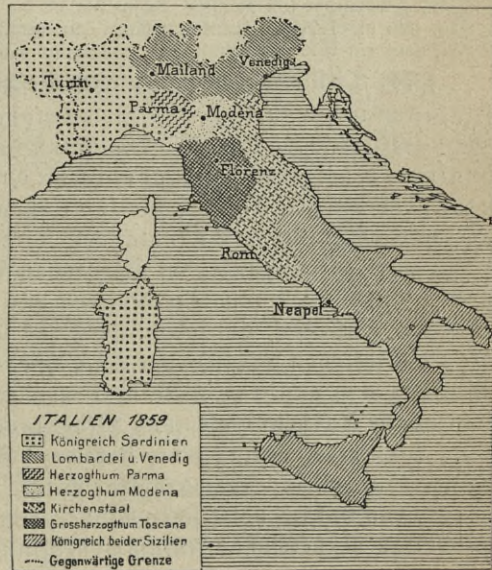 Turin
Mailand
Venedig
Parma
Modena
Florenz
Rom
Neapel
ITALIEN 1859
Königreich Sardinien
Lombardei u. Venedig
Herzogthum Parma
Herzogthum Modena
Kirchenstaat
Grossherzogthum Toscana
Königreich beider Sizilien
Gegenwärtige Grenze